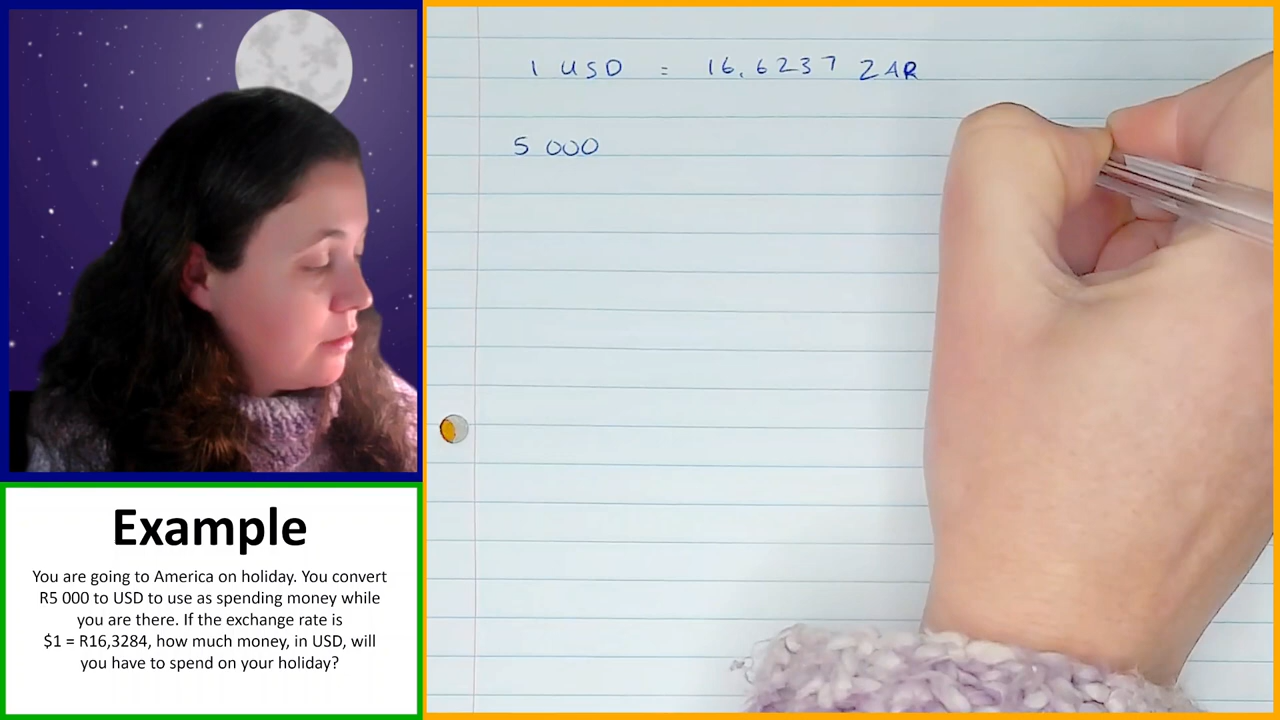 1 USD = 16.6237 ZAR
5 000
Example
You are going to America on holiday. You convert
R5 000 to USD to use as spending money while
you are there. If the exchange rate is
$1 = R16,3284, how much money, in USD, will
you have to spend on your holiday?